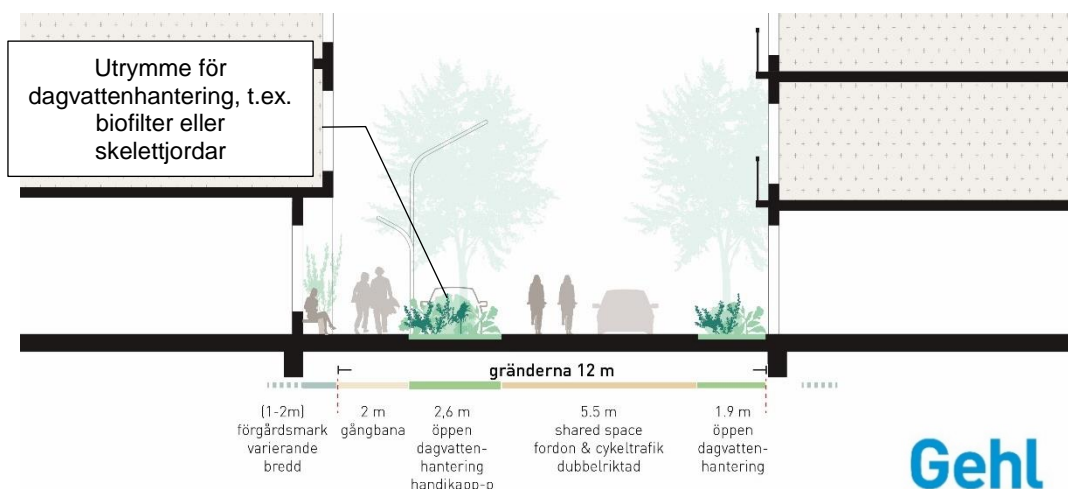 Utrymme för
dagvattenhantering, t.ex.
biofilter eller
skelettjordar
gränderna 12 m
(1-2m)
förgårdsmark
varierande
bredd
2 m
gångbana
2,6 m
öppen
dagvatten-
hantering
handikapp-p
5.5 m
shared space
fordon & cykeltrafik
dubbelriktad
1.9 m
öppen
dagvatten-
hantering
Gehl